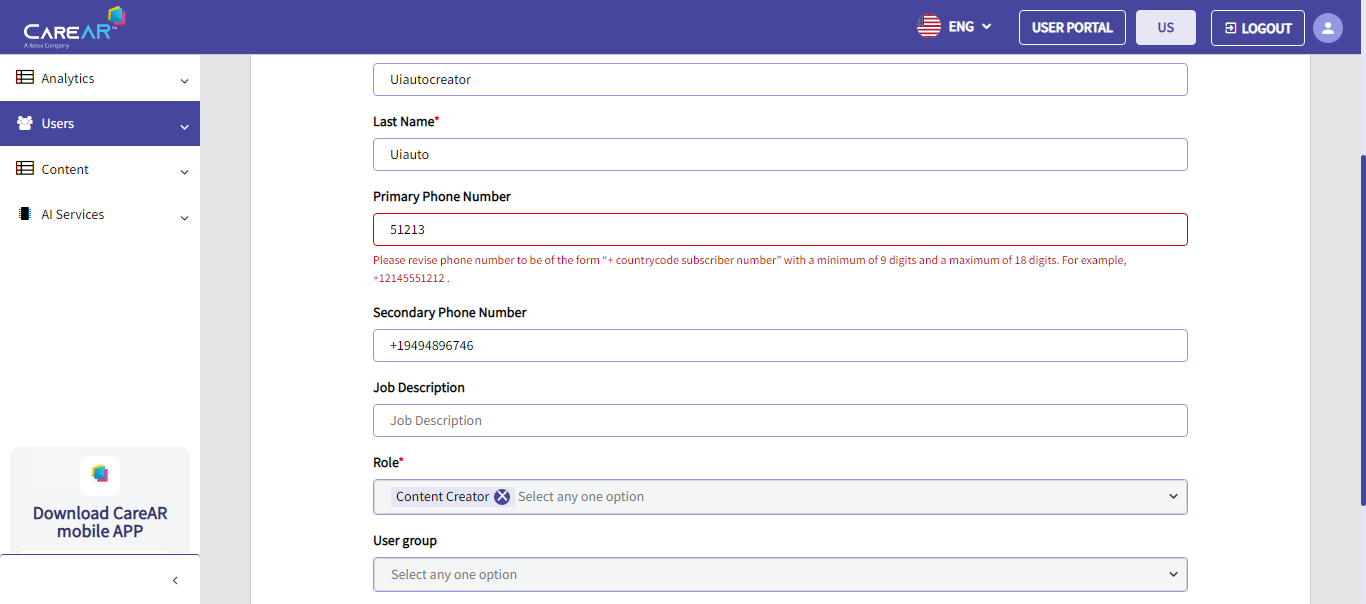 CAREAR™
A Xerox Company
ENG
USER PORTAL
US
LOGOUT
Analytics
Users
Content
AI Services
Download CareAR
mobile APP
Uiautocreator
Last Name*
Uiauto
Primary Phone Number
51213
Please revise phone number to be of the form “+ countrycode subscriber number” with a minimum of 9 digits and a maximum of 18 digits. For example,
+12145551212 .
Secondary Phone Number
+19494896746
Job Description
Job Description
Role*
Content Creator Select any one option
User group
Select any one option